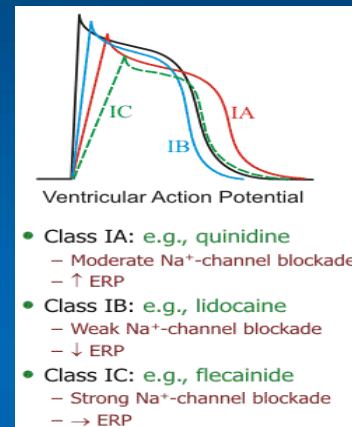 IC
IA
IB
Ventricular Action Potential
• Class IA: e.g., quinidine
– Moderate Na⁺-channel blockade
– ↑ ERP
• Class IB: e.g., lidocaine
– Weak Na⁺-channel blockade
– ↓ ERP
• Class IC: e.g., flecainide
– Strong Na⁺-channel blockade
– → ERP